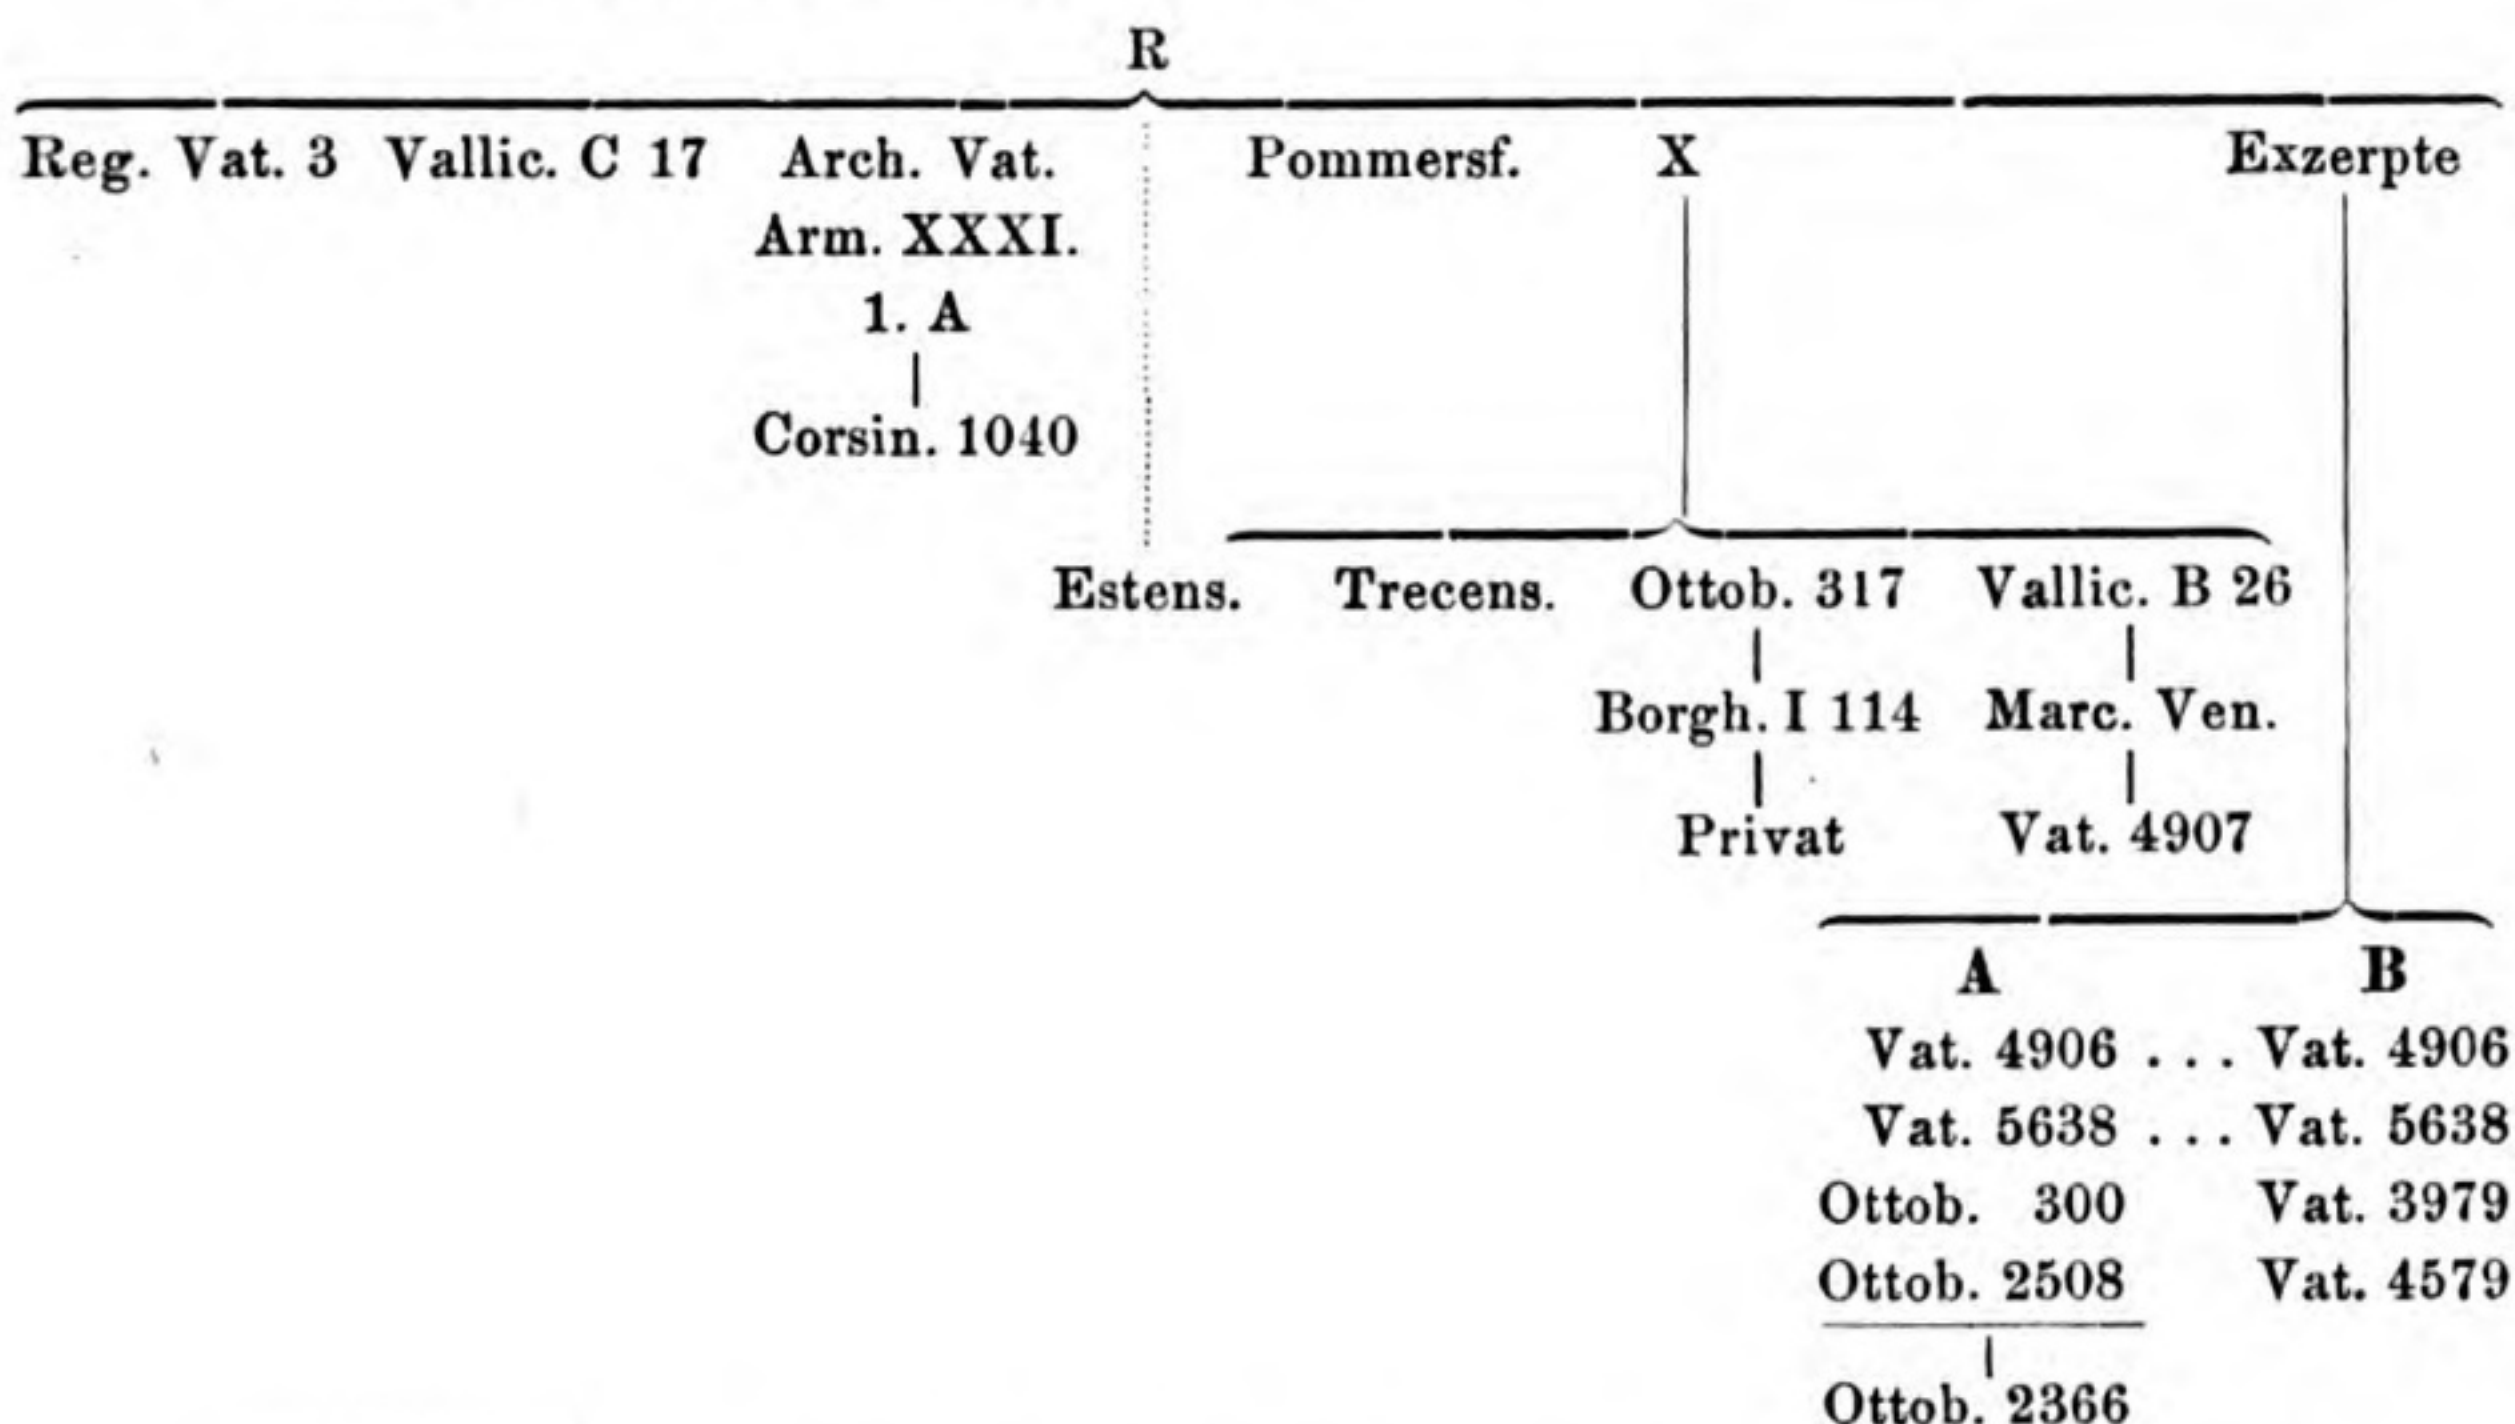 R
Reg. Vat. 3 Vallic. C 17 Arch. Vat. Pommersf. X Exzerpte
Arm. XXXI.
1. A
Corsin. 1040
Estens. Trecens. Ottob. 317 Vallic. B 26
Borgh. I 114 Marc. Ven.
Privat Vat. 4907
A B
Vat. 4906 . . . Vat. 4906
Vat. 5638 . . . Vat. 5638
Ottob. 300 Vat. 3979
Ottob. 2508 Vat. 4579
Ottob. 2366